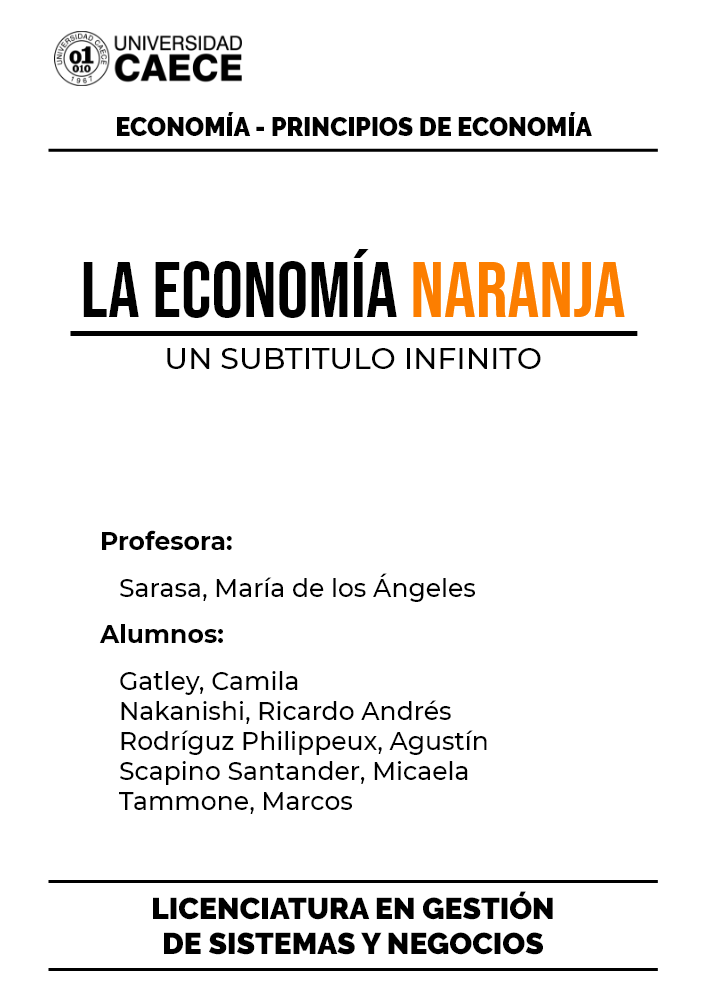 UNIVERSIDAD CAECE
01
010
1967
UNIVERSIDAD
CAECE
ECONOMÍA - PRINCIPIOS DE ECONOMÍA
LA ECONOMÍA NARANJA
UN SUBTITULO INFINITO
Profesora:
Sarasa, María de los Ángeles
Alumnos:
Gatley, Camila
Nakanishi, Ricardo Andrés
Rodríguz Philippeux, Agustín
Scapino Santander, Micaela
Tammone, Marcos
LICENCIATURA EN GESTIÓN
DE SISTEMAS Y NEGOCIOS